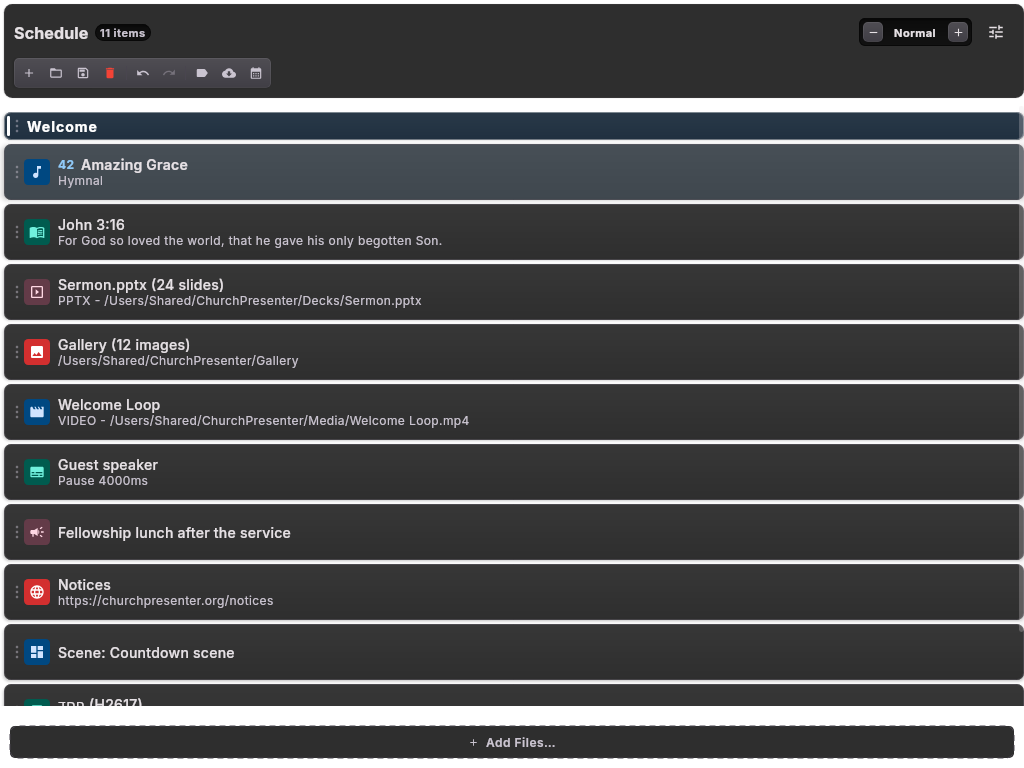 Schedule 11 items
− Normal +
Welcome
42 Amazing Grace
Hymnal
John 3:16
For God so loved the world, that he gave his only begotten Son.
Sermon.pptx (24 slides)
PPTX - /Users/Shared/ChurchPresenter/Decks/Sermon.pptx
Gallery (12 images)
/Users/Shared/ChurchPresenter/Gallery
Welcome Loop
VIDEO - /Users/Shared/ChurchPresenter/Media/Welcome Loop.mp4
Guest speaker
Pause 4000ms
Fellowship lunch after the service
Notices
https://churchpresenter.org/notices
Scene: Countdown scene
(H2617)
+ Add Files...